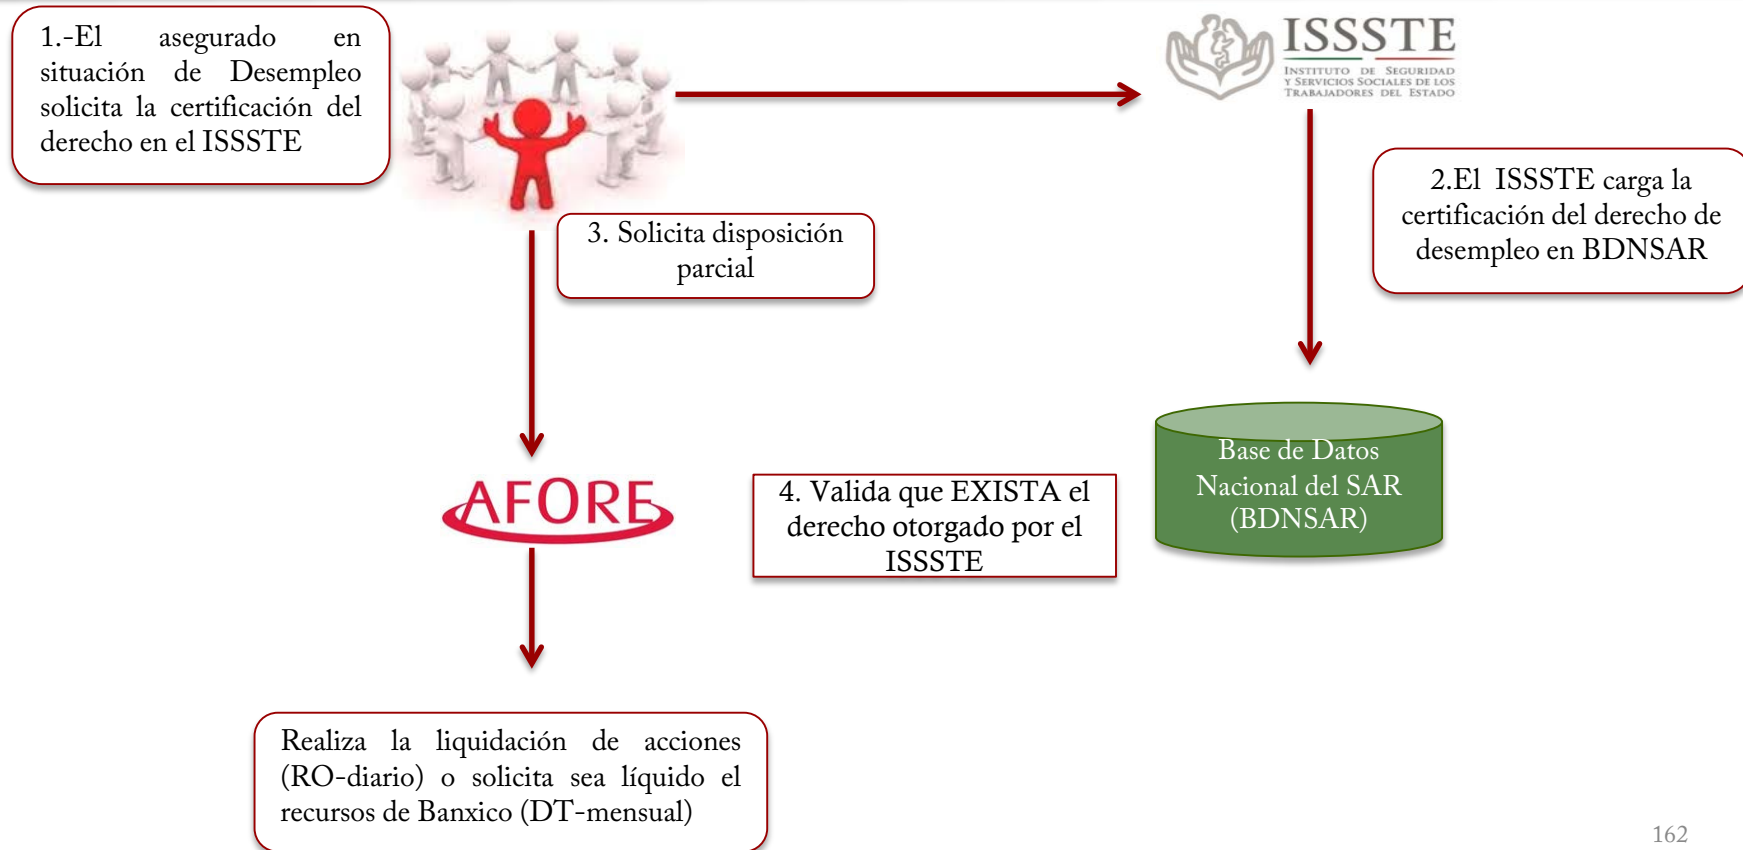 1.-El asegurado en
situación de Desempleo
solicita la certificación del
derecho en el ISSSTE
ISSSTE
INSTITUTO DE SEGURIDAD
Y SERVICIOS SOCIALES DE LOS
TRABAJADORES DEL ESTADO
2.El ISSSTE carga la
certificación del derecho de
desempleo en BDNSAR
3. Solicita disposición
parcial
AFORE
4. Valida que EXISTA el
derecho otorgado por el
ISSSTE
Base de Datos
Nacional del SAR
(BDNSAR)
Realiza la liquidación de acciones
(RO-diario) o solicita sea líquido el
recursos de Banxico (DT-mensual)
162